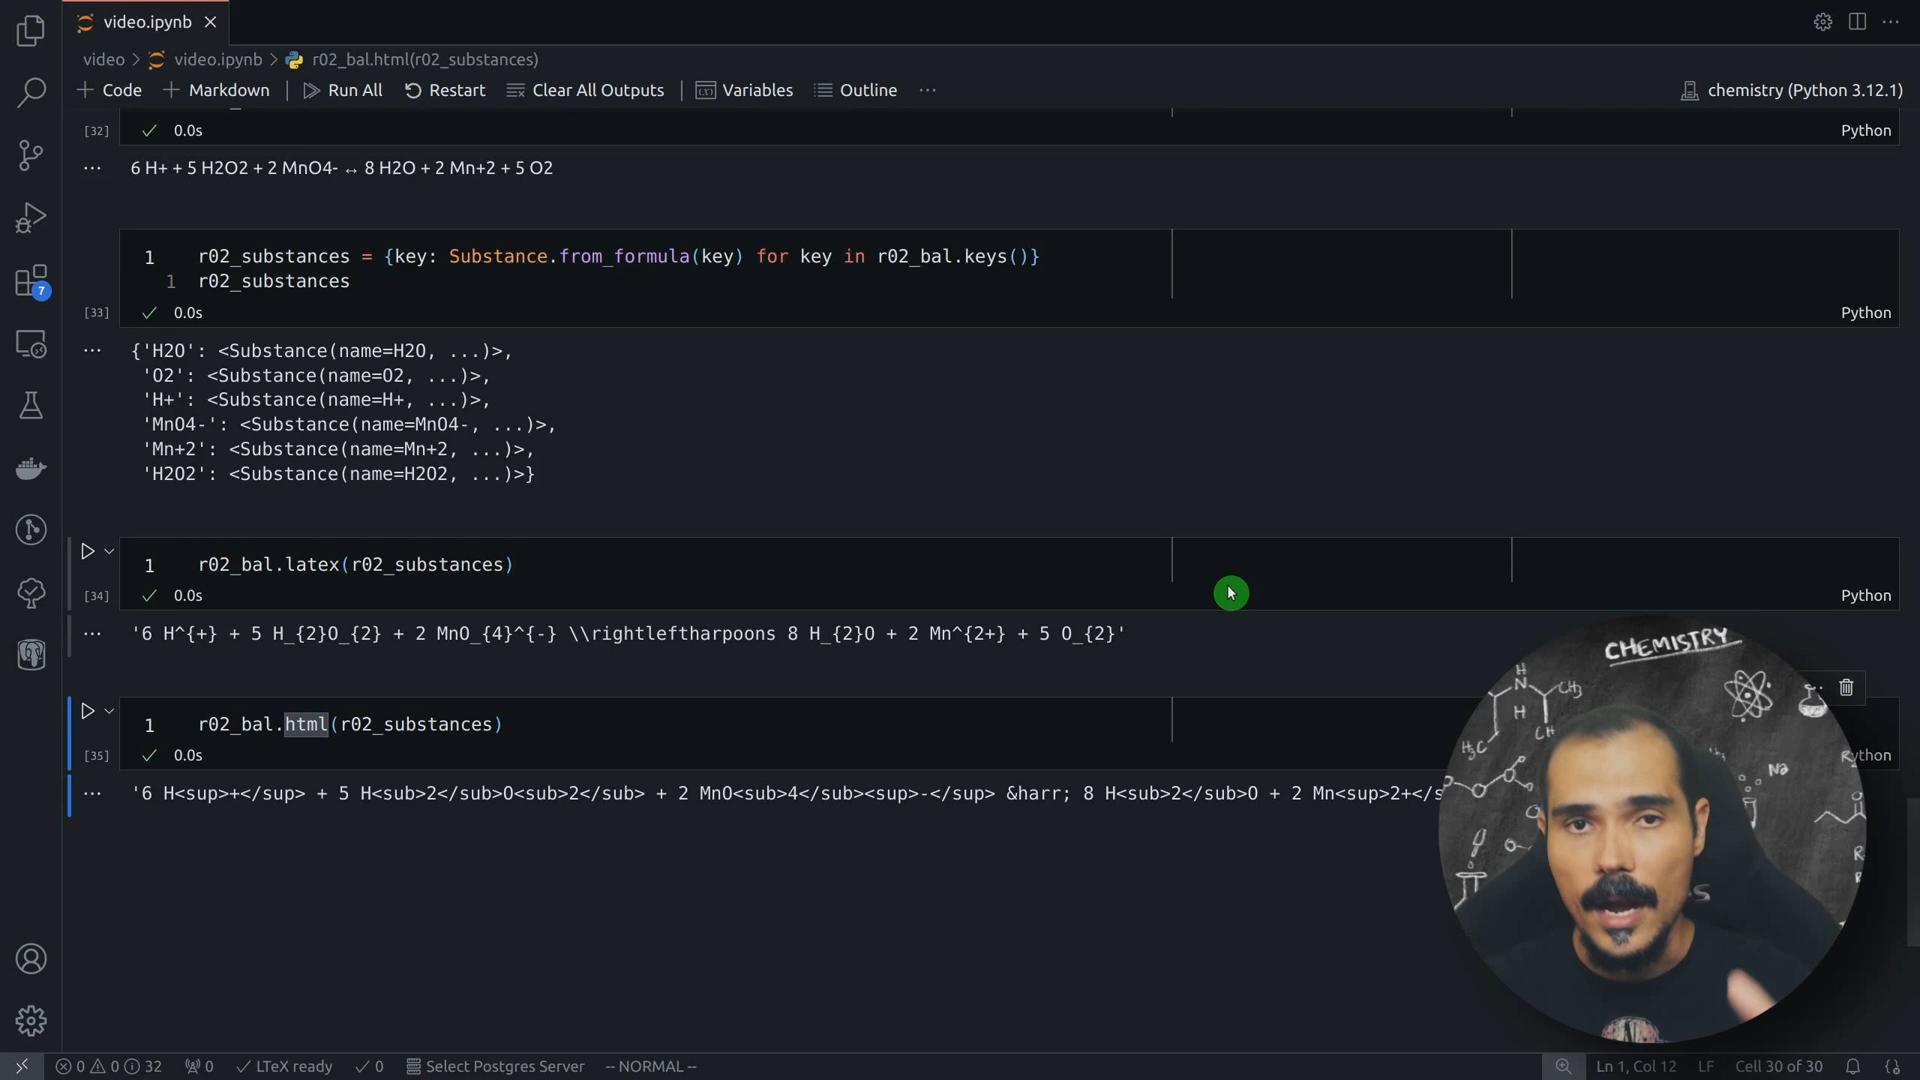 video.ipynb
video > video.ipynb > r02_bal.html(r02_substances)
+ Code + Markdown Run All Restart Clear All Outputs Variables Outline ... chemistry (Python 3.12.1)
[32] 0.0s Python
... 6 H+ + 5 H2O2 + 2 MnO4- ↔ 8 H2O + 2 Mn+2 + 5 O2
1 r02_substances = {key: Substance.from_formula(key) for key in r02_bal.keys()}
1 r02_substances
[33] 0.0s Python
... {'H2O': <Substance(name=H2O, ...)>,
'O2': <Substance(name=O2, ...)>,
'H+': <Substance(name=H+, ...)>,
'MnO4-': <Substance(name=MnO4-, ...)>,
'Mn+2': <Substance(name=Mn+2, ...)>,
'H2O2': <Substance(name=H2O2, ...)>}
7
1 r02_bal.latex(r02_substances)
[34] 0.0s Python
... '6 H^{+} + 5 H_{2}O_{2} + 2 MnO_{4}^{-} \\rightleftharpoons 8 H_{2}O + 2 Mn^{2+} + 5 O_{2}'
CHEMISTRY
1 r02_bal.html(r02_substances)
[35] 0.0s ython
... '6 H<sup>+</sup> + 5 H<sub>2</sub>O<sub>2</sub> + 2 MnO<sub>4</sub><sup>-</sup> &harr; 8 H<sub>2</sub>O + 2 Mn<sup>2+</s
N
H
CH3
H
CH
H3C
Na
0 0 32 0 LTeX ready 0 Select Postgres Server -- NORMAL -- Ln 1, Col 12 LF Cell 30 of 30